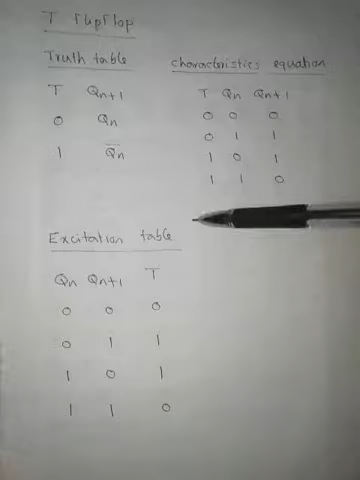 T flipflop
Truth table
T Qn+1
0 Qn
1 Q̅n
characteristics equation
T Qn Qn+1
0 0 0
0 1 1
1 0 1
1 1 0
Excitation table
Qn Qn+1 T
0 0 0
0 1 1
1 0 1
1 1 0